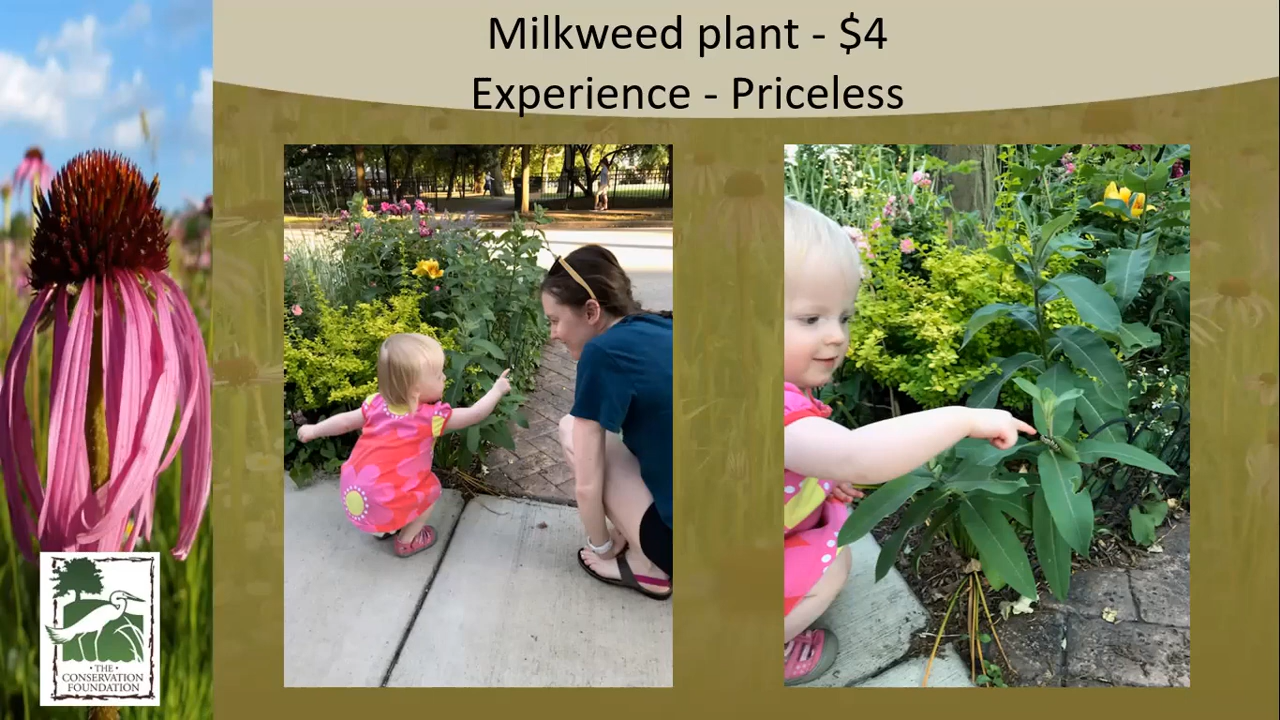 Milkweed plant - $4
Experience - Priceless
· THE ·
CONSERVATION
FOUNDATION